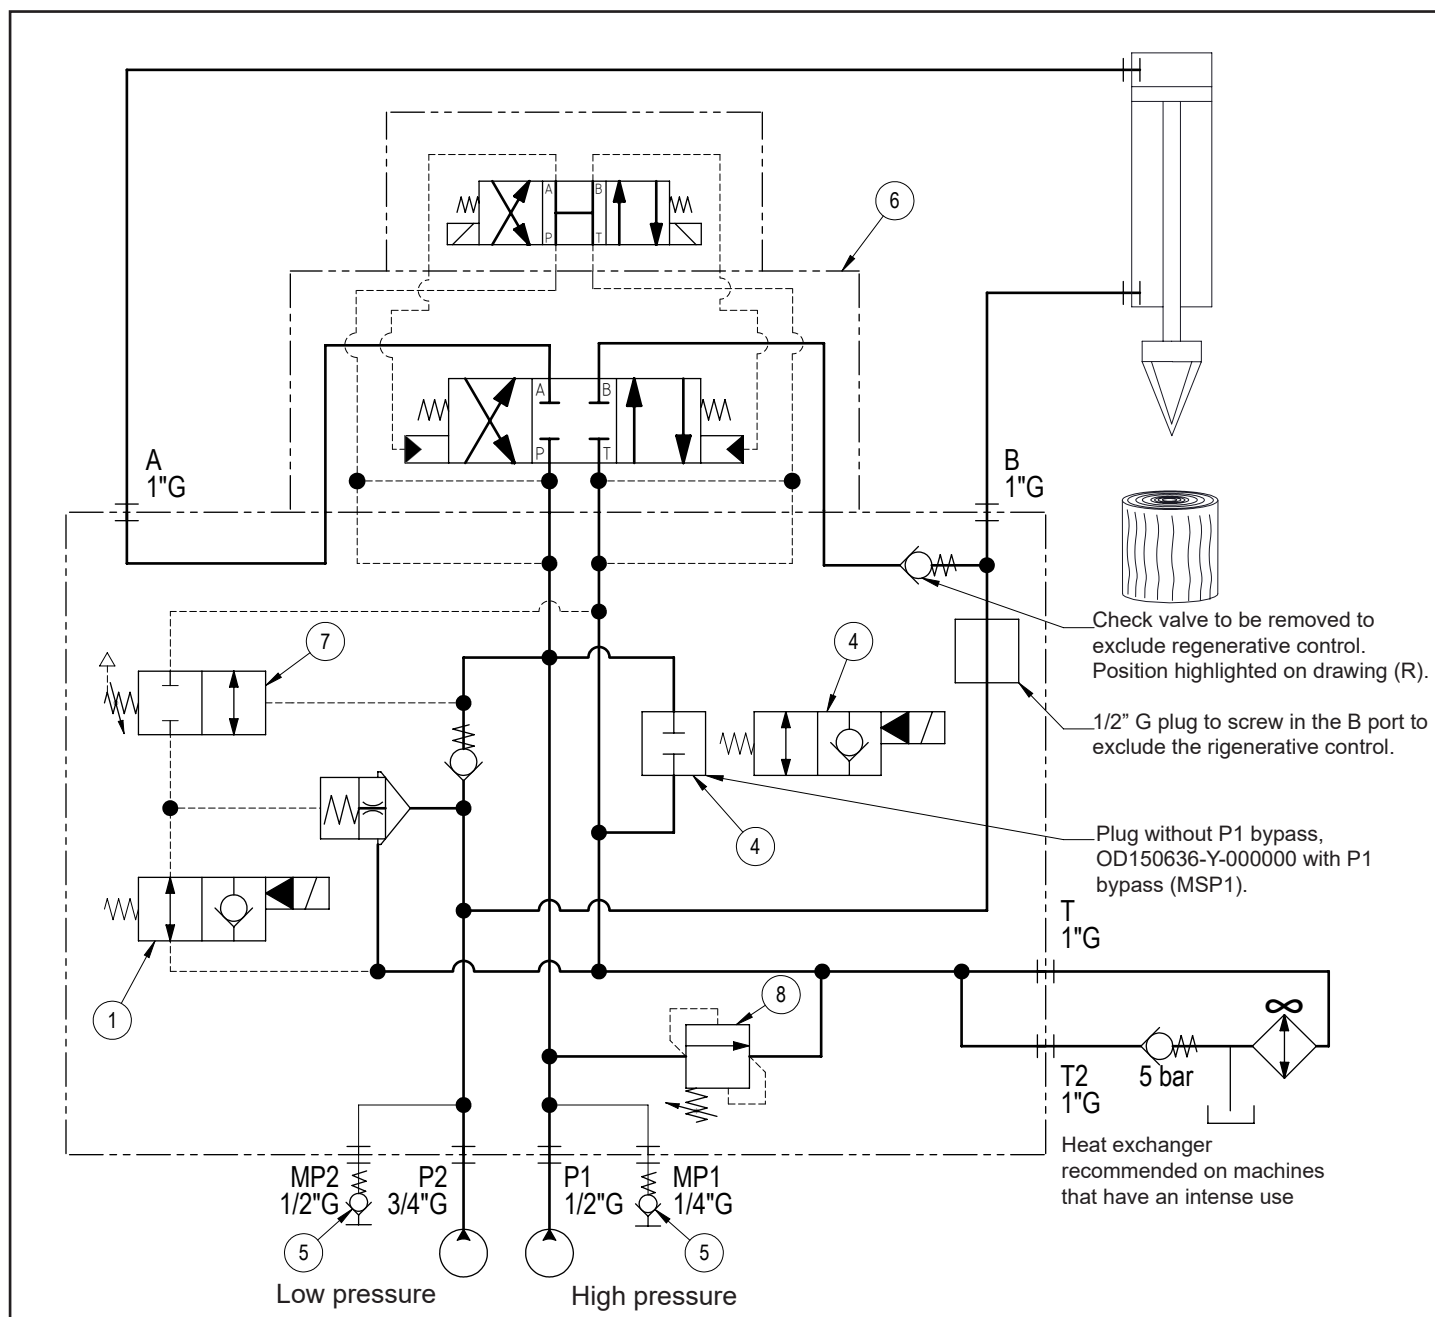 A B
P T
6
A B
P T
A
1"G
B
1"G
Check valve to be removed to
exclude regenerative control.
Position highlighted on drawing (R).
7
4
1/2” G plug to screw in the B port to
exclude the rigenerative control.
4
Plug without P1 bypass,
OD150636-Y-000000 with P1
bypass (MSP1).
T
1"G
1
8
T2
1"G
5 bar
Heat exchanger
recommended on machines
that have an intense use
MP2
1/2"G
P2
3/4"G
P1
1/2"G
MP1
1/4"G
5
5
Low pressure
High pressure